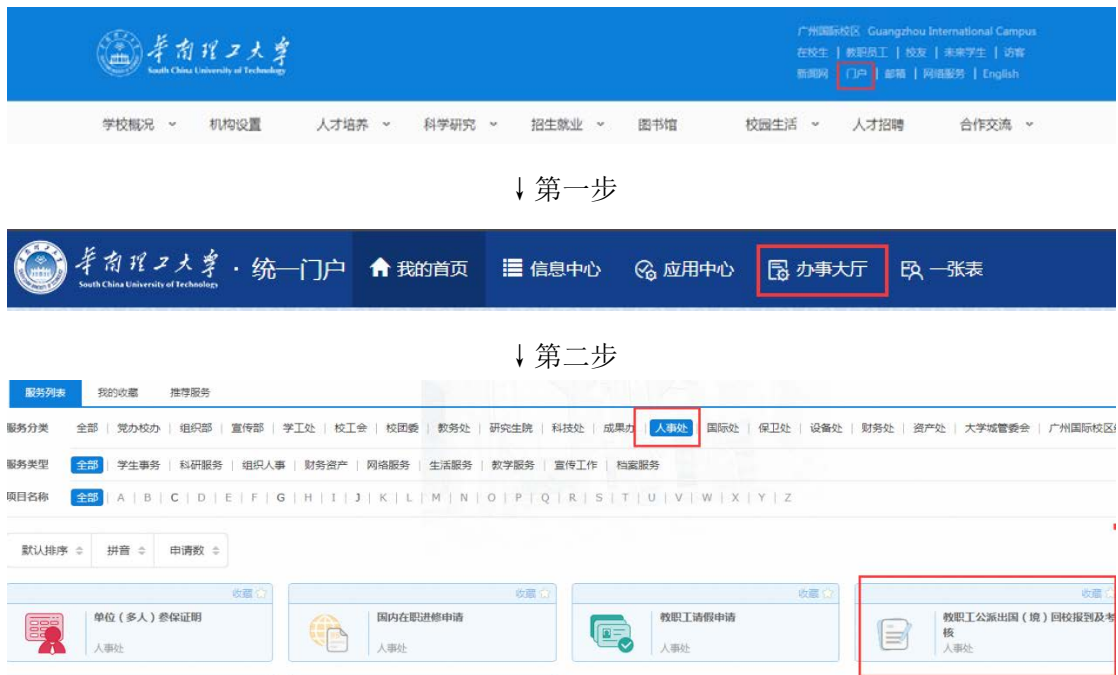 华南理工大学
South China University of Technology
广州国际校区 Guangzhou International Campus
在校生 | 教职员工 | 校友 | 未来学生 | 访客
新闻网 | 门户 | 邮箱 | 网络服务 | English
学校概况 机构设置 人才培养 科学研究 招生就业 图书馆 校园生活 人才招聘 合作交流
↓第一步
华南理工大学·统一门户 我的首页 信息中心 应用中心 办事大厅 一张表
South China University of Technology
↓第二步
服务列表 我的收藏 推荐服务
服务分类 全部 | 党办校办 | 组织部 | 宣传部 | 学工处 | 校工会 | 校团委 | 教务处 | 研究生院 | 科技处 | 成果办 | 人事处 | 国际处 | 保卫处 | 设备处 | 财务处 | 资产处 | 大学城管委会 | 广州国际校区
服务类型 全部 | 学生事务 | 科研服务 | 组织人事 | 财务资产 | 网络服务 | 生活服务 | 教学服务 | 宣传工作 | 档案服务
项目名称 全部 | A | B | C | D | E | F | G | H | I | J | K | L | M | N | O | P | Q | R | S | T | U | V | W | X | Y | Z
默认排序 拼音 申请数
收藏 收藏 收藏 收藏
单位（多人）参保证明 国内在职进修申请 教职工请假申请 教职工公派出国（境）回校报到及考
核
人事处 人事处 人事处 人事处